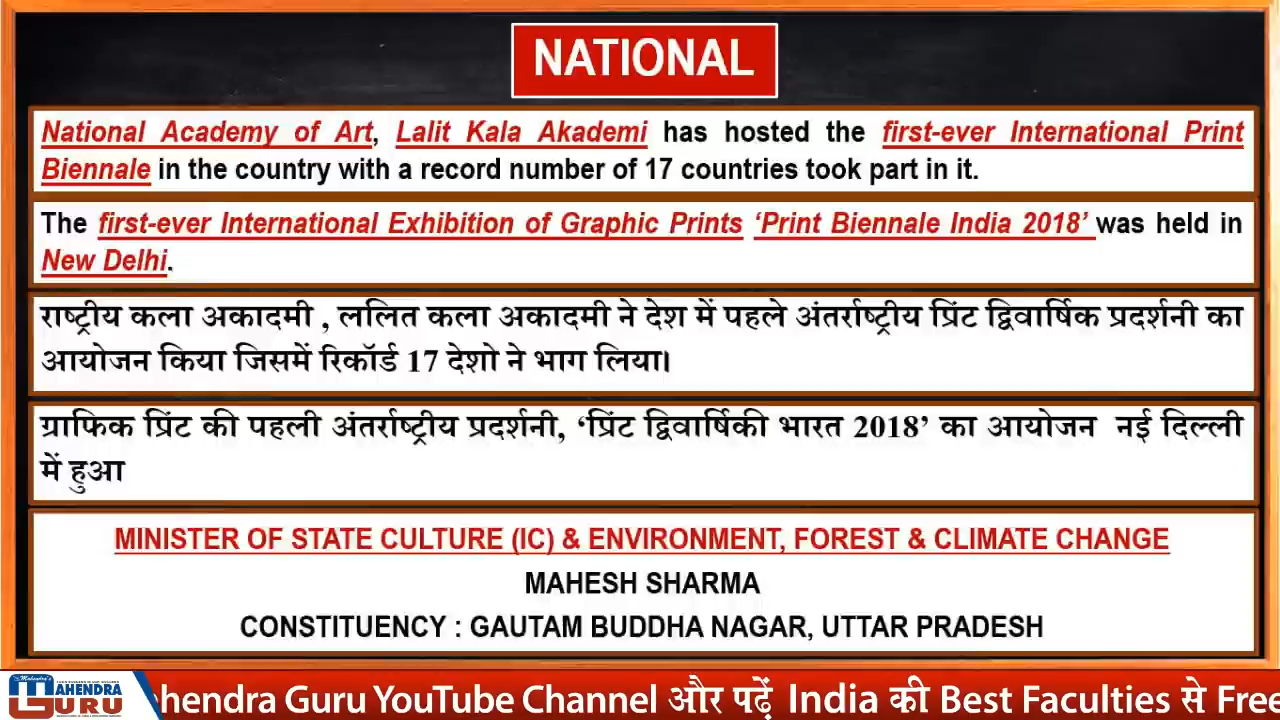 NATIONAL
National Academy of Art, Lalit Kala Akademi has hosted the first-ever International Print
Biennale in the country with a record number of 17 countries took part in it.
The first-ever International Exhibition of Graphic Prints ‘Print Biennale India 2018’ was held in
New Delhi.
राष्ट्रीय कला अकादमी , ललित कला अकादमी ने देश में पहले अंतर्राष्ट्रीय प्रिंट द्विवार्षिक प्रदर्शनी का
आयोजन किया जिसमें रिकॉर्ड 17 देशो ने भाग लिया।
ग्राफिक प्रिंट की पहली अंतर्राष्ट्रीय प्रदर्शनी, ‘प्रिंट द्विवार्षिकी भारत 2018’ का आयोजन नई दिल्ली
में हुआ
MINISTER OF STATE CULTURE (IC) & ENVIRONMENT, FOREST & CLIMATE CHANGE
MAHESH SHARMA
CONSTITUENCY : GAUTAM BUDDHA NAGAR, UTTAR PRADESH
Mahendra's
MAHENDRA
GURU
ahendra Guru YouTube Channel और पढ़ें India की Best Faculties से Free